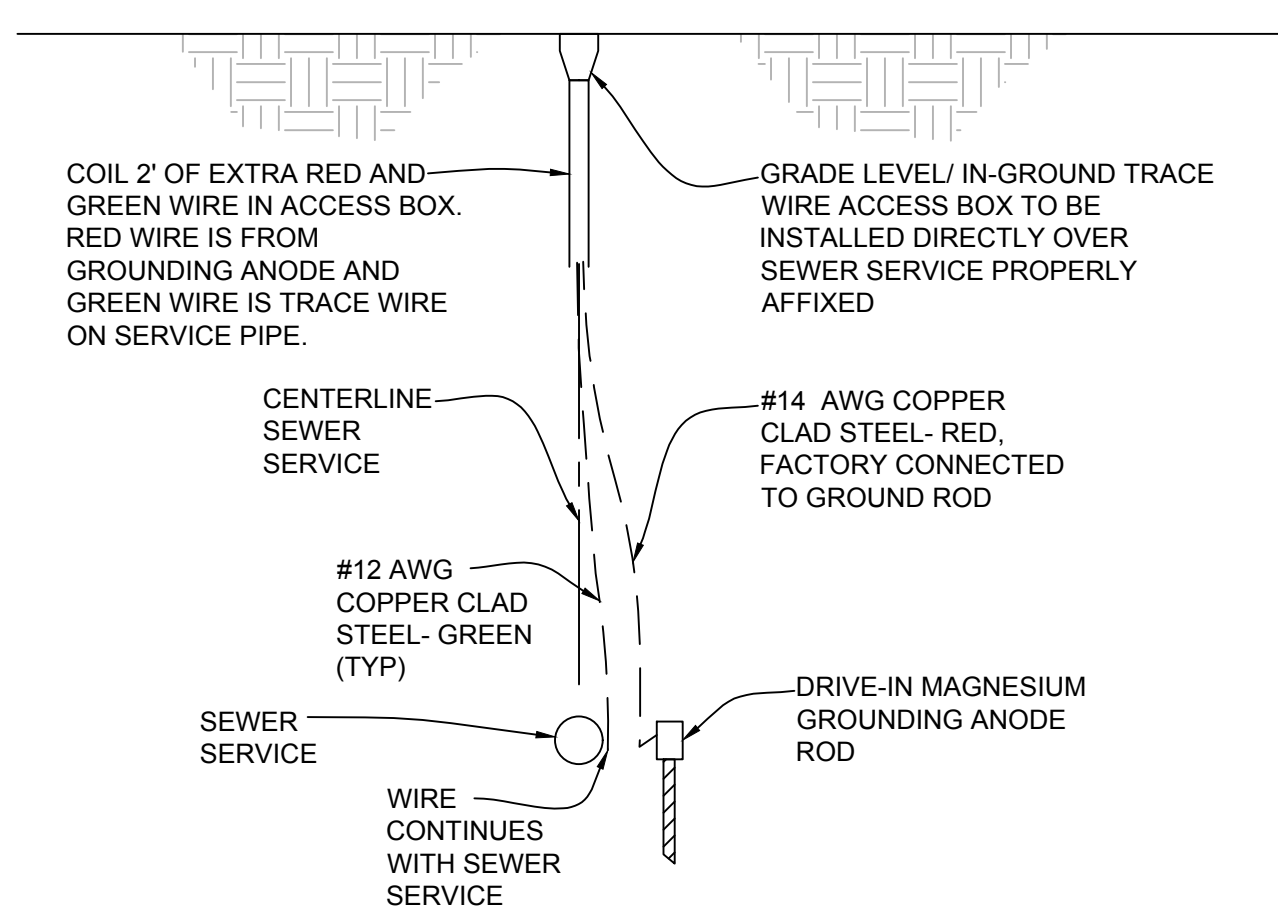 COIL 2' OF EXTRA RED AND
GREEN WIRE IN ACCESS BOX.
RED WIRE IS FROM
GROUNDING ANODE AND
GREEN WIRE IS TRACE WIRE
ON SERVICE PIPE.
GRADE LEVEL/ IN-GROUND TRACE
WIRE ACCESS BOX TO BE
INSTALLED DIRECTLY OVER
SEWER SERVICE PROPERLY
AFFIXED
CENTERLINE
SEWER
SERVICE
#14 AWG COPPER
CLAD STEEL- RED,
FACTORY CONNECTED
TO GROUND ROD
#12 AWG
COPPER CLAD
STEEL- GREEN
(TYP)
SEWER
SERVICE
DRIVE-IN MAGNESIUM
GROUNDING ANODE
ROD
WIRE
CONTINUES
WITH SEWER
SERVICE